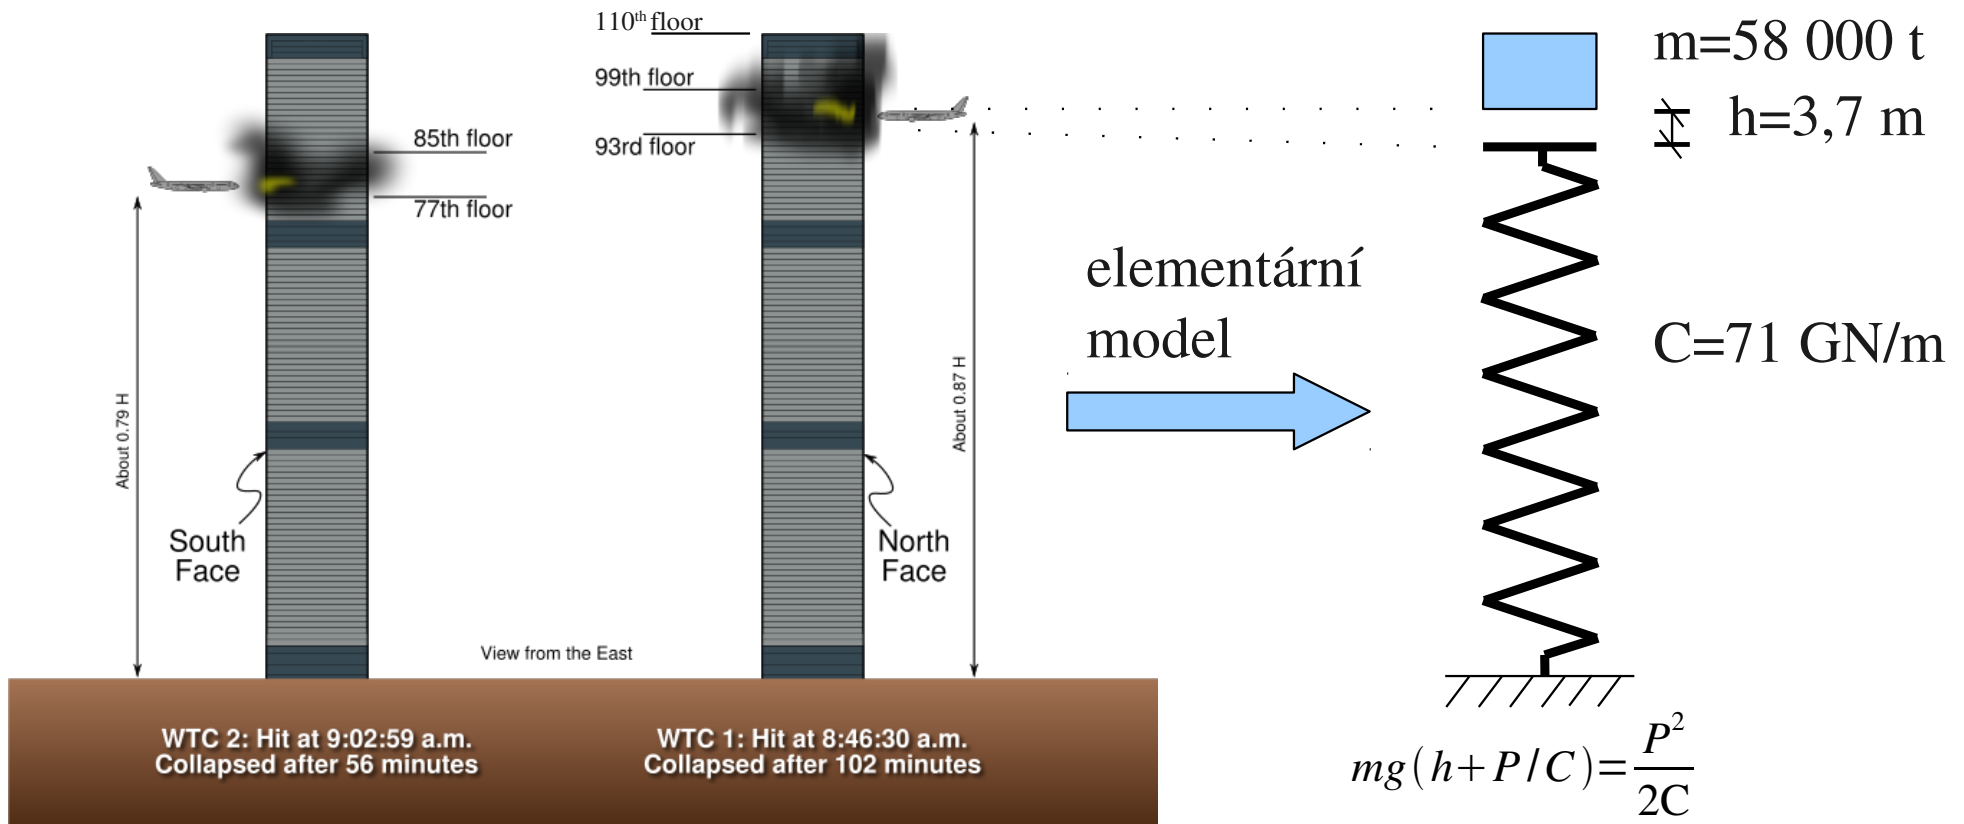 110th floor
99th floor
93rd floor
85th floor
77th floor
About 0.79 H
About 0.87 H
South
Face
North
Face
View from the East
WTC 2: Hit at 9:02:59 a.m.
Collapsed after 56 minutes
WTC 1: Hit at 8:46:30 a.m.
Collapsed after 102 minutes
elementární
model
m=58 000 t
h=3,7 m
C=71 GN/m
mg(h+P/C)=P²/2C